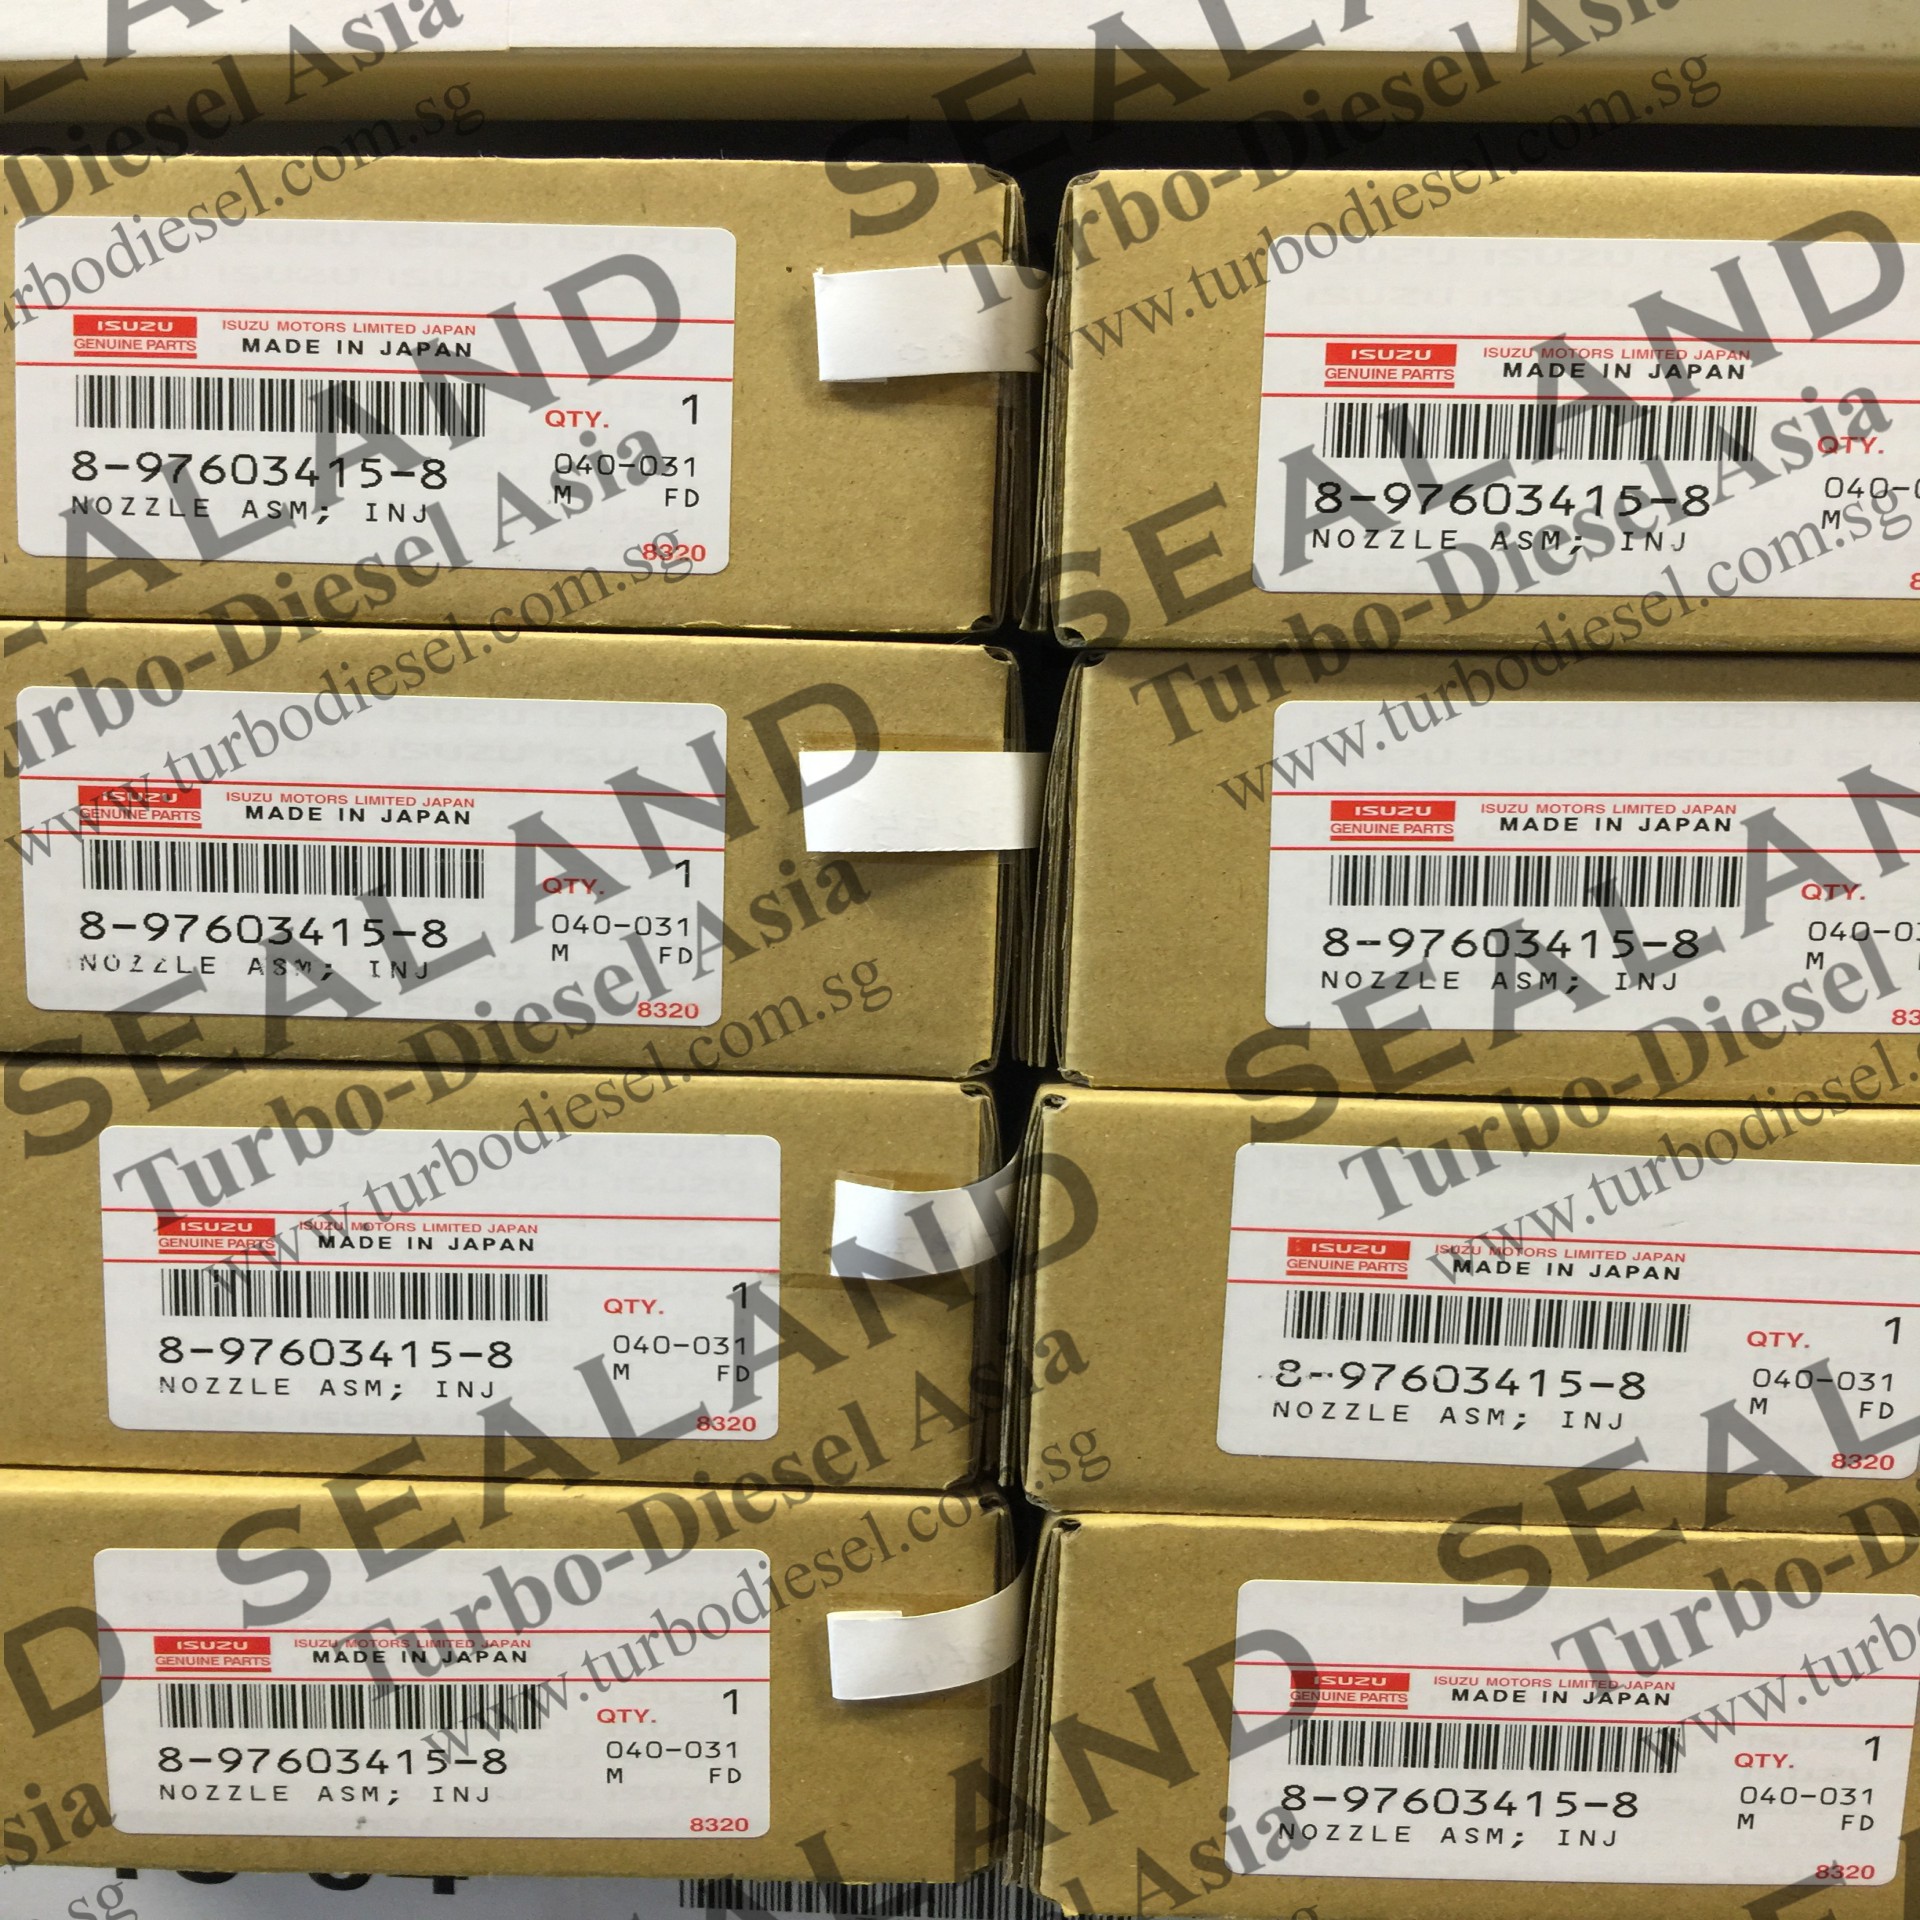 SEALAND
Turbo-Diesel Asia
www.turbodiesel.com.sg
ISUZU
GENUINE PARTS
ISUZU MOTORS LIMITED JAPAN
MADE IN JAPAN
QTY. 1
8-97603415-8
040-031
NOZZLE ASM; INJ
M FD
8320
ISUZU
GENUINE PARTS
ISUZU MOTORS LIMITED JAPAN
MADE IN JAPAN
QTY.
8-97603415-8
NOZZLE ASM; INJ
M
ISUZU
GENUINE PARTS
ISUZU MOTORS LIMITED JAPAN
MADE IN JAPAN
QTY. 1
8-97603415-8
040-031
NOZZLE ASM; INJ
M FD
8320
ISUZU
GENUINE PARTS
ISUZU MOTORS LIMITED JAPAN
MADE IN JAPAN
QTY.
8-97603415-8
NOZZLE ASM; INJ
M
ISUZU
GENUINE PARTS
ISUZU MOTORS LIMITED JAPAN
MADE IN JAPAN
QTY. 1
8-97603415-8
040-031
NOZZLE ASM; INJ
M FD
8320
ISUZU
GENUINE PARTS
ISUZU MOTORS LIMITED JAPAN
MADE IN JAPAN
QTY. 1
8-97603415-8
040-031
NOZZLE ASM; INJ
M FD
8320
ISUZU
GENUINE PARTS
ISUZU MOTORS LIMITED JAPAN
MADE IN JAPAN
QTY. 1
8-97603415-8
040-031
NOZZLE ASM; INJ
M FD
8320
ISUZU
GENUINE PARTS
ISUZU MOTORS LIMITED JAPAN
MADE IN JAPAN
QTY. 1
8-97603415-8
040-031
NOZZLE ASM; INJ
M FD
8320